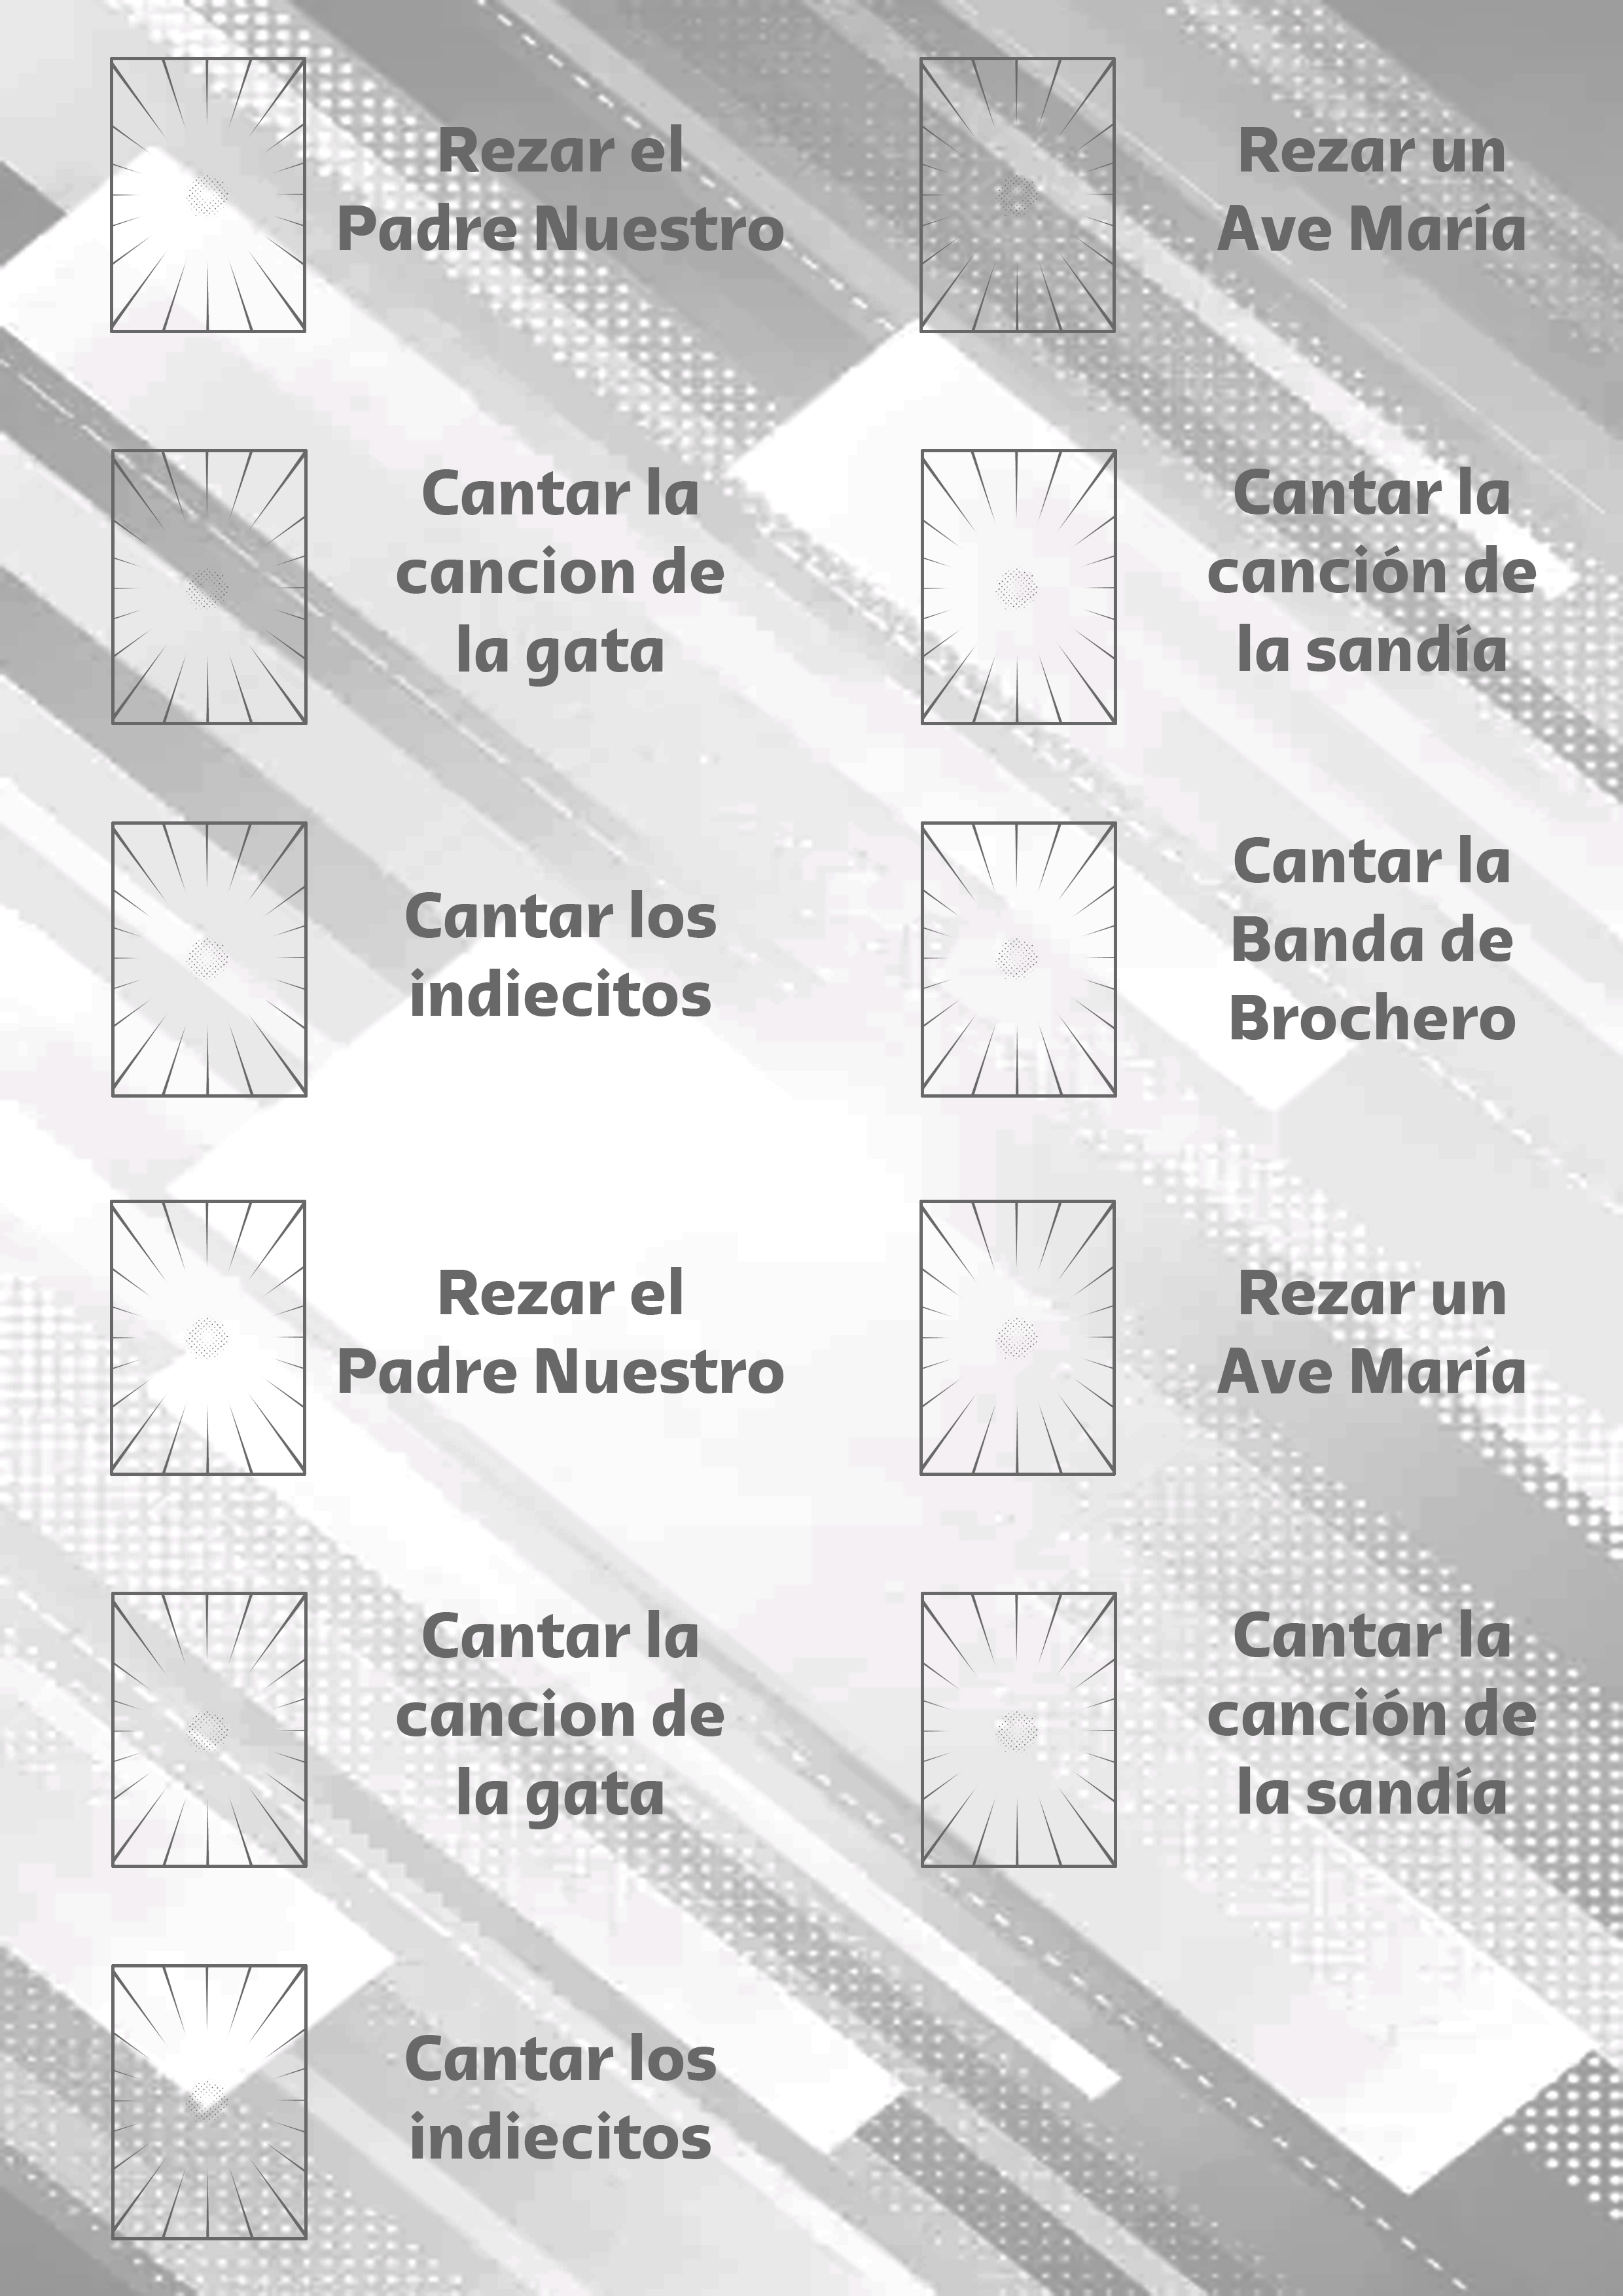 Rezar el
Padre Nuestro
Rezar un
Ave María
Cantar la
cancion de
la gata
Cantar la
canción de
la sandía
Cantar los
indiecitos
Cantar la
Banda de
Brochero
Rezar el
Padre Nuestro
Rezar un
Ave María
Cantar la
cancion de
la gata
Cantar la
canción de
la sandía
Cantar los
indiecitos